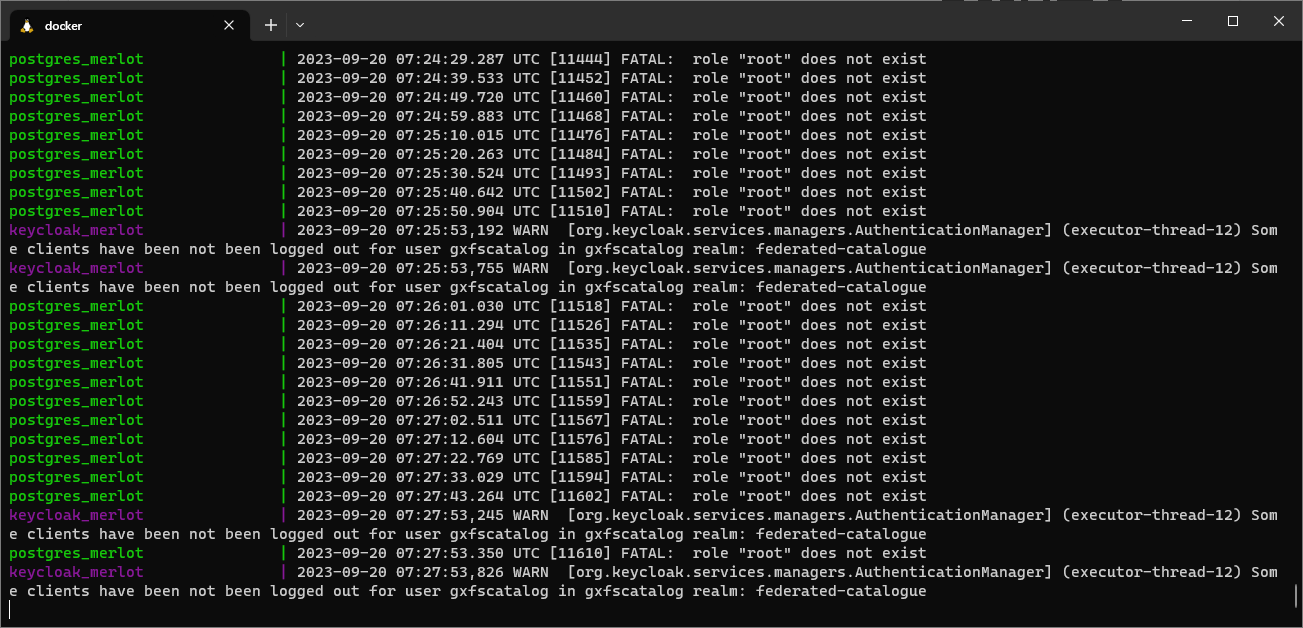 docker
postgres_merlot | 2023-09-20 07:24:29.287 UTC [11444] FATAL:  role "root" does not exist
postgres_merlot | 2023-09-20 07:24:39.533 UTC [11452] FATAL:  role "root" does not exist
postgres_merlot | 2023-09-20 07:24:49.720 UTC [11460] FATAL:  role "root" does not exist
postgres_merlot | 2023-09-20 07:24:59.883 UTC [11468] FATAL:  role "root" does not exist
postgres_merlot | 2023-09-20 07:25:10.015 UTC [11476] FATAL:  role "root" does not exist
postgres_merlot | 2023-09-20 07:25:20.263 UTC [11484] FATAL:  role "root" does not exist
postgres_merlot | 2023-09-20 07:25:30.524 UTC [11493] FATAL:  role "root" does not exist
postgres_merlot | 2023-09-20 07:25:40.642 UTC [11502] FATAL:  role "root" does not exist
postgres_merlot | 2023-09-20 07:25:50.904 UTC [11510] FATAL:  role "root" does not exist
keycloak_merlot | 2023-09-20 07:25:53,192 WARN  [org.keycloak.services.managers.AuthenticationManager] (executor-thread-12) Som
e clients have been not been logged out for user gxfscatalog in gxfscatalog realm: federated-catalogue
keycloak_merlot | 2023-09-20 07:25:53,755 WARN  [org.keycloak.services.managers.AuthenticationManager] (executor-thread-12) Som
e clients have been not been logged out for user gxfscatalog in gxfscatalog realm: federated-catalogue
postgres_merlot | 2023-09-20 07:26:01.030 UTC [11518] FATAL:  role "root" does not exist
postgres_merlot | 2023-09-20 07:26:11.294 UTC [11526] FATAL:  role "root" does not exist
postgres_merlot | 2023-09-20 07:26:21.404 UTC [11535] FATAL:  role "root" does not exist
postgres_merlot | 2023-09-20 07:26:31.805 UTC [11543] FATAL:  role "root" does not exist
postgres_merlot | 2023-09-20 07:26:41.911 UTC [11551] FATAL:  role "root" does not exist
postgres_merlot | 2023-09-20 07:26:52.243 UTC [11559] FATAL:  role "root" does not exist
postgres_merlot | 2023-09-20 07:27:02.511 UTC [11567] FATAL:  role "root" does not exist
postgres_merlot | 2023-09-20 07:27:12.604 UTC [11576] FATAL:  role "root" does not exist
postgres_merlot | 2023-09-20 07:27:22.769 UTC [11585] FATAL:  role "root" does not exist
postgres_merlot | 2023-09-20 07:27:33.029 UTC [11594] FATAL:  role "root" does not exist
postgres_merlot | 2023-09-20 07:27:43.264 UTC [11602] FATAL:  role "root" does not exist
keycloak_merlot | 2023-09-20 07:27:53,245 WARN  [org.keycloak.services.managers.AuthenticationManager] (executor-thread-12) Som
e clients have been not been logged out for user gxfscatalog in gxfscatalog realm: federated-catalogue
postgres_merlot | 2023-09-20 07:27:53.350 UTC [11610] FATAL:  role "root" does not exist
keycloak_merlot | 2023-09-20 07:27:53,826 WARN  [org.keycloak.services.managers.AuthenticationManager] (executor-thread-12) Som
e clients have been not been logged out for user gxfscatalog in gxfscatalog realm: federated-catalogue